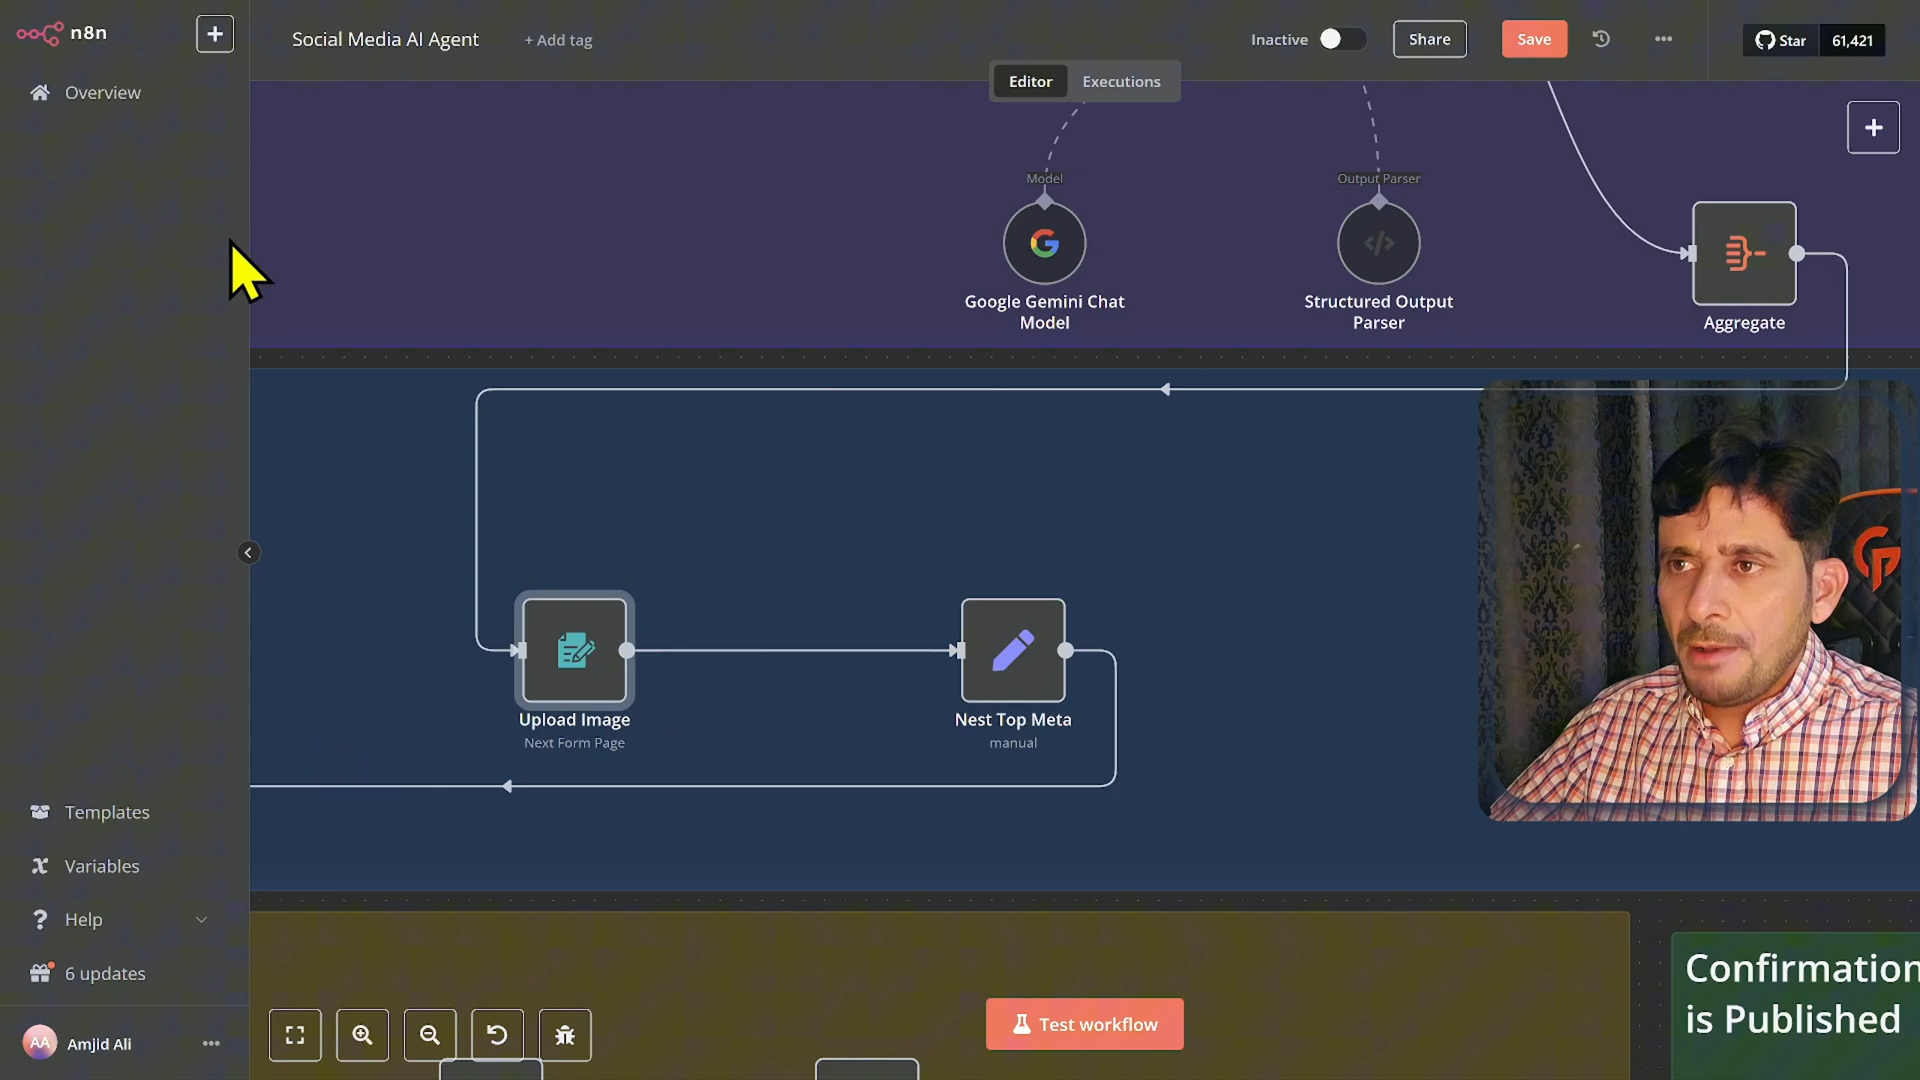 n8n
Social Media AI Agent
+ Add tag
Inactive
Share
Save
Star
61,421
Overview
Editor
Executions
Model
Output Parser
Google Gemini Chat
Model
Structured Output
Parser
Aggregate
Upload Image
Next Form Page
Nest Top Meta
manual
Templates
Variables
Help
6 updates
Confirmation
is Published
Test workflow
AA
Amjid Ali